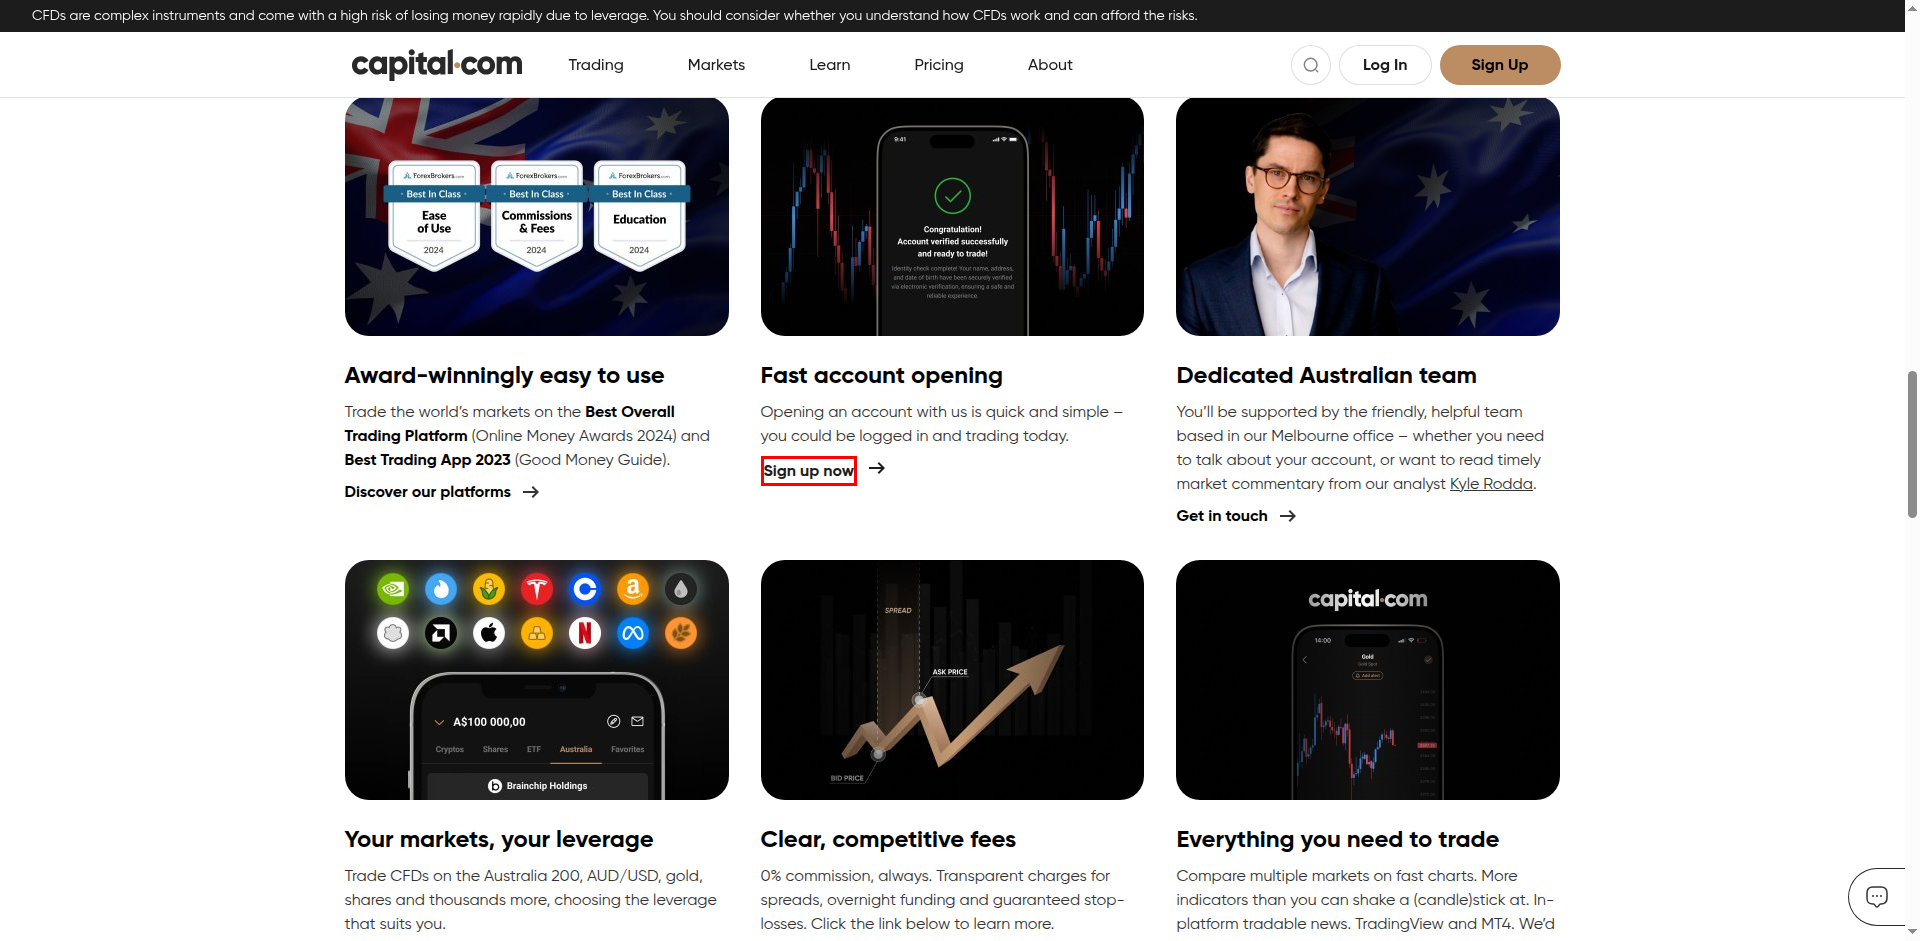 CFDs are complex instruments and come with a high risk of losing money rapidly due to leverage. You should consider whether you understand how CFDs work and can afford the risks.
capital.com
Trading
Markets
Learn
Pricing
About
Log In
Sign Up
ForexBrokers.com
Best In Class
Ease
of Use
2024
ForexBrokers.com
Best In Class
Commissions
& Fees
2024
ForexBrokers.com
Best In Class
Education
2024
9:41
Congratulation!
Account verified successfully
and ready to trade!
Identity check complete! Your name, address,
and date of birth have been securely verified
via electronic verification, ensuring a safe and
reliable experience.
Award-winningly easy to use
Trade the world’s markets on the Best Overall
Trading Platform (Online Money Awards 2024) and
Best Trading App 2023 (Good Money Guide).
Discover our platforms
Fast account opening
Opening an account with us is quick and simple –
you could be logged in and trading today.
Sign up now
Dedicated Australian team
You’ll be supported by the friendly, helpful team
based in our Melbourne office – whether you need
to talk about your account, or want to read timely
market commentary from our analyst Kyle Rodda.
Get in touch
A$100 000,00
Cryptos Shares ETF Australia Favorites
Brainchip Holdings
SPREAD
ASK PRICE
BID PRICE
capital.com
14:00
Gold
Gold Spot
Add alert
Your markets, your leverage
Trade CFDs on the Australia 200, AUD/USD, gold,
shares and thousands more, choosing the leverage
that suits you.
Clear, competitive fees
0% commission, always. Transparent charges for
spreads, overnight funding and guaranteed stop-
losses. Click the link below to learn more.
Everything you need to trade
Compare multiple markets on fast charts. More
indicators than you can shake a (candle)stick at. In-
platform tradable news. TradingView and MT4. We’d